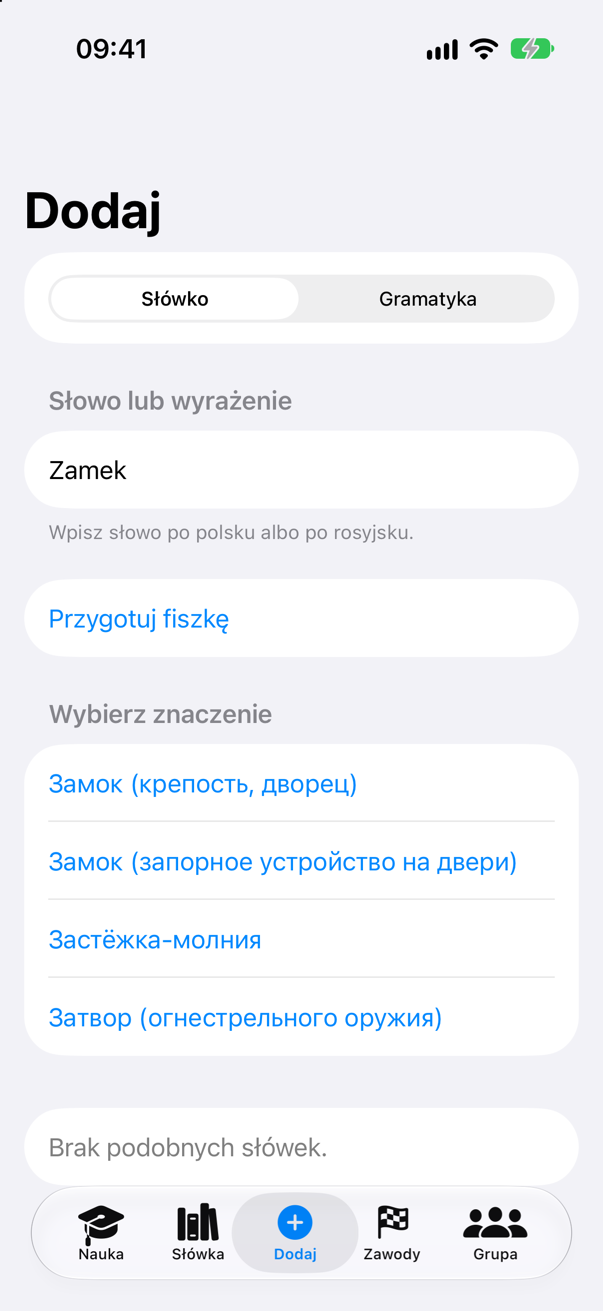 09:41
Dodaj
Słówko
Gramatyka
Słowo lub wyrażenie
Zamek
Wpisz słowo po polsku albo po rosyjsku.
Przygotuj fiszkę
Wybierz znaczenie
Замок (крепость, дворец)
Замок (запорное устройство на двери)
Застёжка-молния
Затвор (огнестрельного оружия)
Brak podobnych słówek.
Nauka
Słówka
Dodaj
Zawody
Grupa